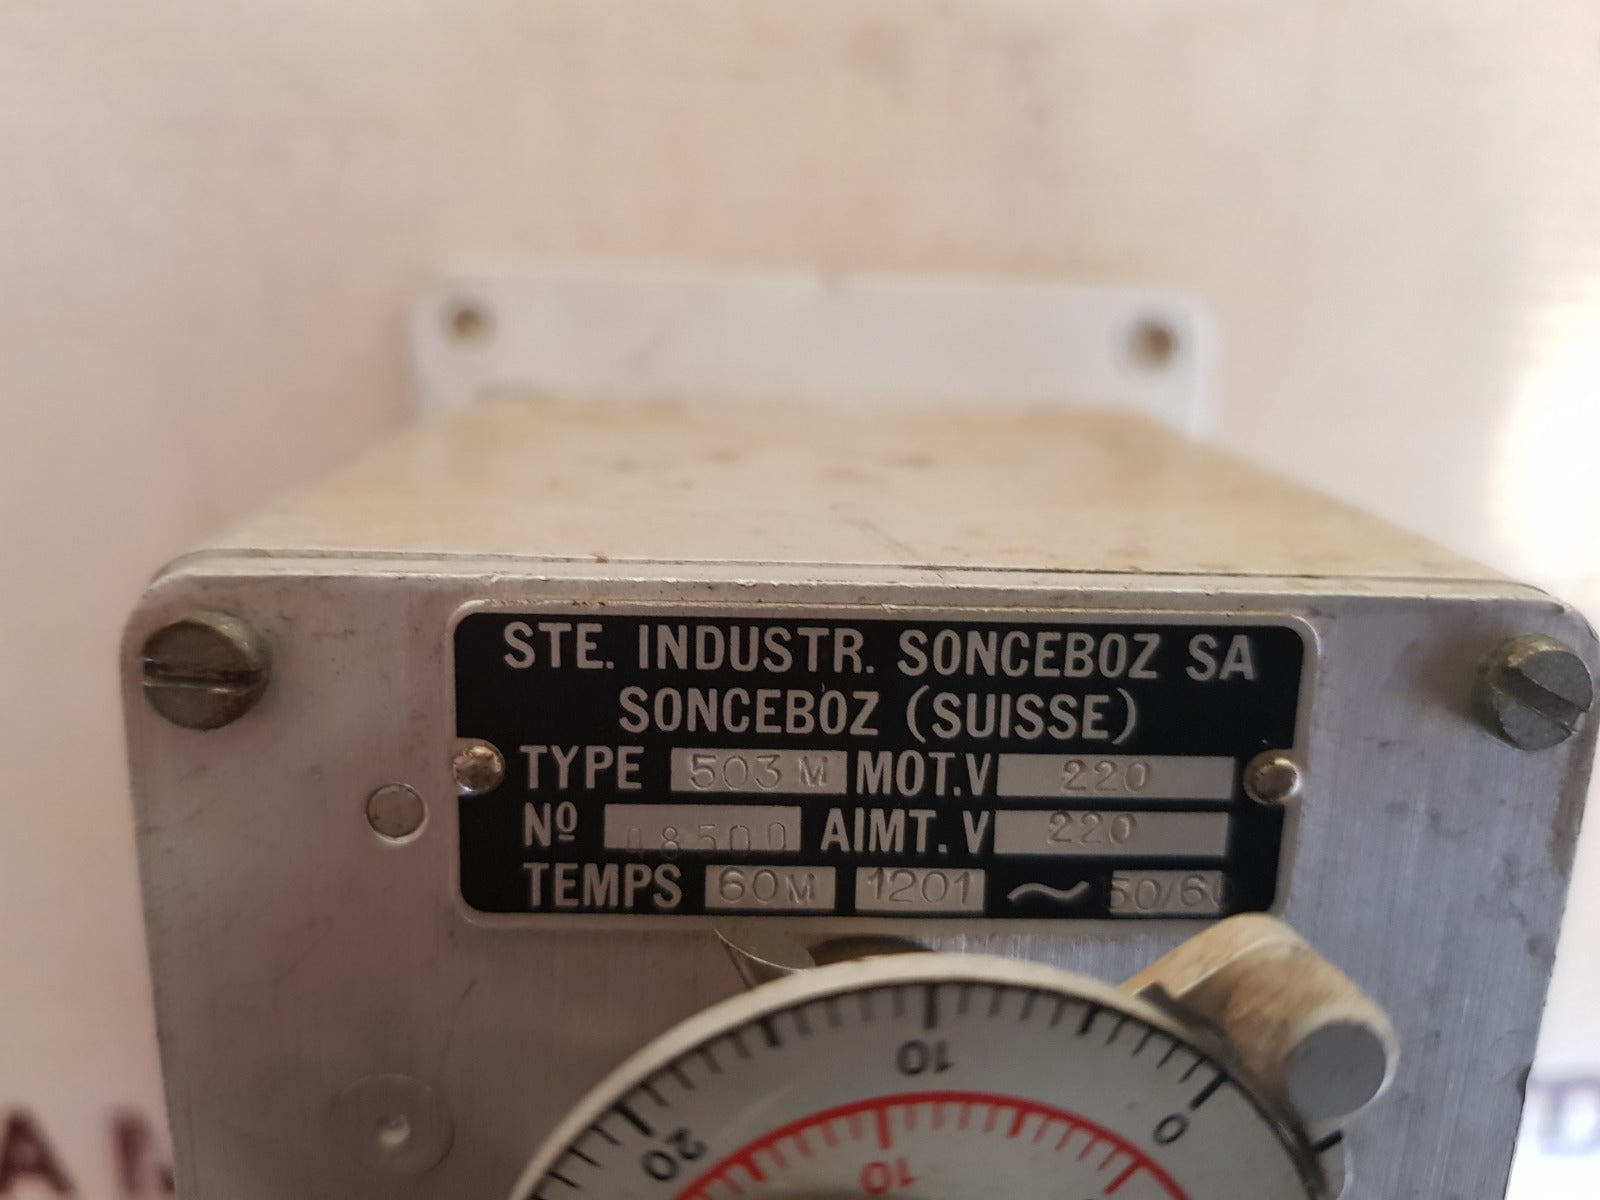 STE. INDUSTR. SONCEBOZ SA
SONCEBOZ (SUISSE)
TYPE 503 M MOT. V 220
Nº 08500 AIMT. V 220
TEMPS 60M 1201 ~ 50/60
10
0
20
10